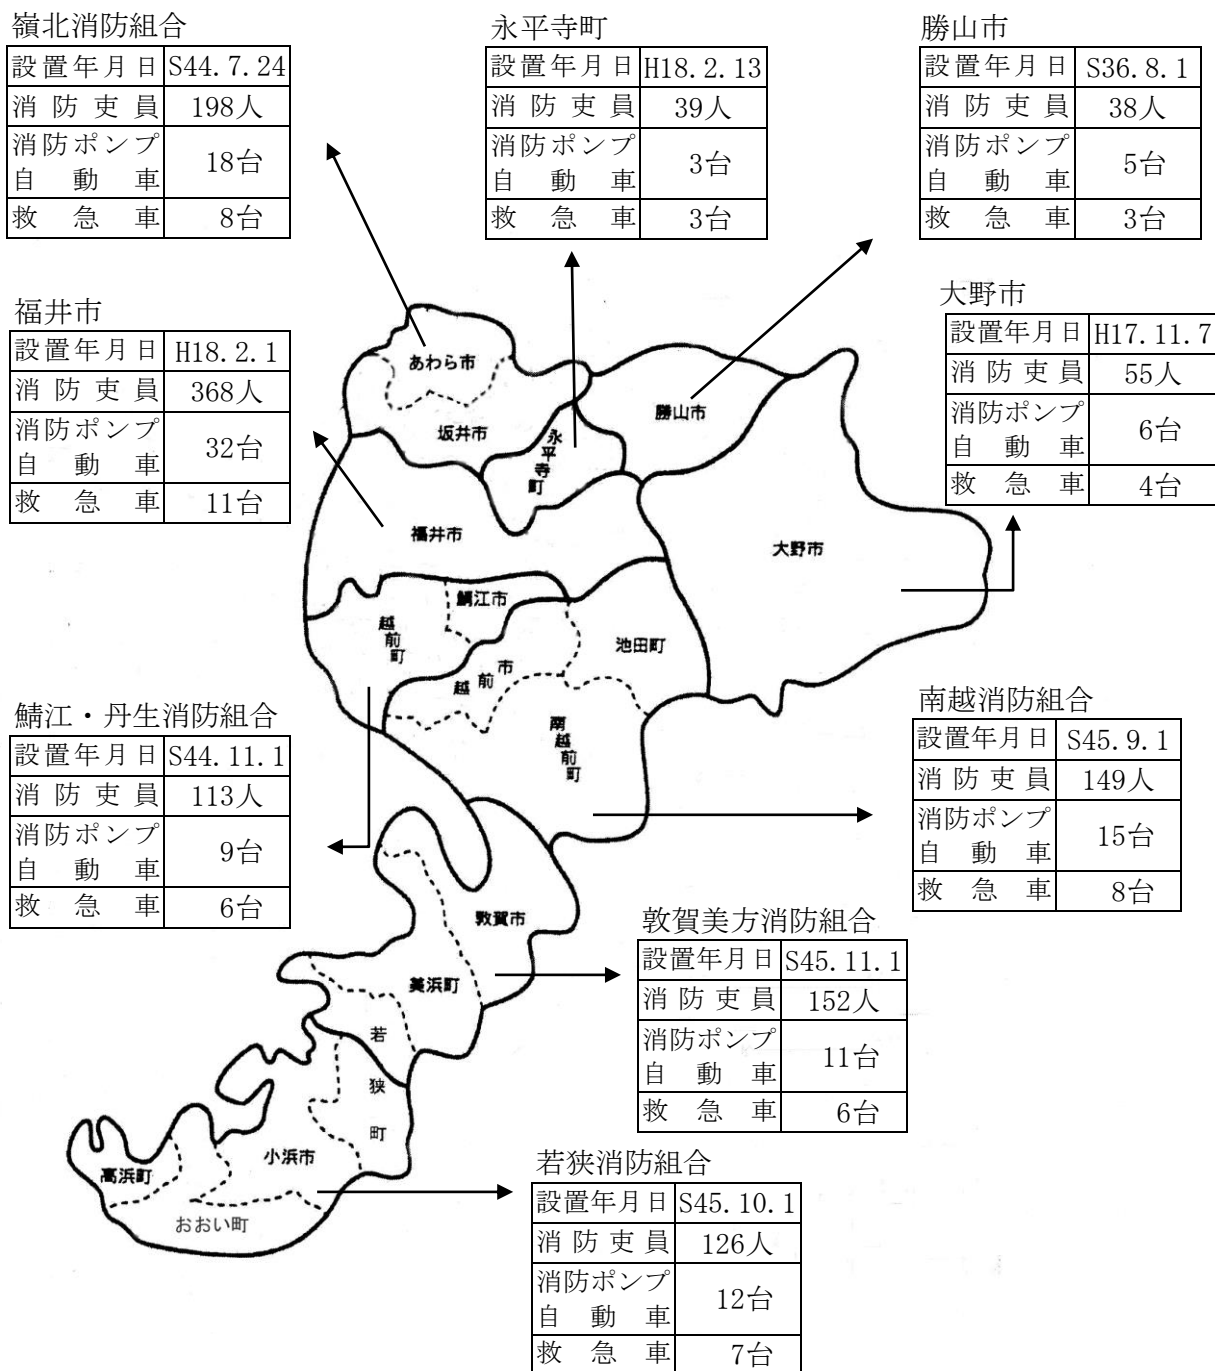 嶺北消防組合
設置年月日 S44.7.24
消防吏員 198人
消防ポンプ
自動車 18台
救急車 8台
永平寺町
設置年月日 H18.2.13
消防吏員 39人
消防ポンプ
自動車 3台
救急車 3台
勝山市
設置年月日 S36.8.1
消防吏員 38人
消防ポンプ
自動車 5台
救急車 3台
福井市
設置年月日 H18.2.1
消防吏員 368人
消防ポンプ
自動車 32台
救急車 11台
大野市
設置年月日 H17.11.7
消防吏員 55人
消防ポンプ
自動車 6台
救急車 4台
あわら市
坂井市
永平寺町
勝山市
福井市
大野市
鯖江市
越前町
越前市
池田町
南越前町
鯖江・丹生消防組合
設置年月日 S44.11.1
消防吏員 113人
消防ポンプ
自動車 9台
救急車 6台
南越消防組合
設置年月日 S45.9.1
消防吏員 149人
消防ポンプ
自動車 15台
救急車 8台
敦賀市
美浜町
若狭町
小浜市
高浜町
おおい町
敦賀美方消防組合
設置年月日 S45.11.1
消防吏員 152人
消防ポンプ
自動車 11台
救急車 6台
若狭消防組合
設置年月日 S45.10.1
消防吏員 126人
消防ポンプ
自動車 12台
救急車 7台